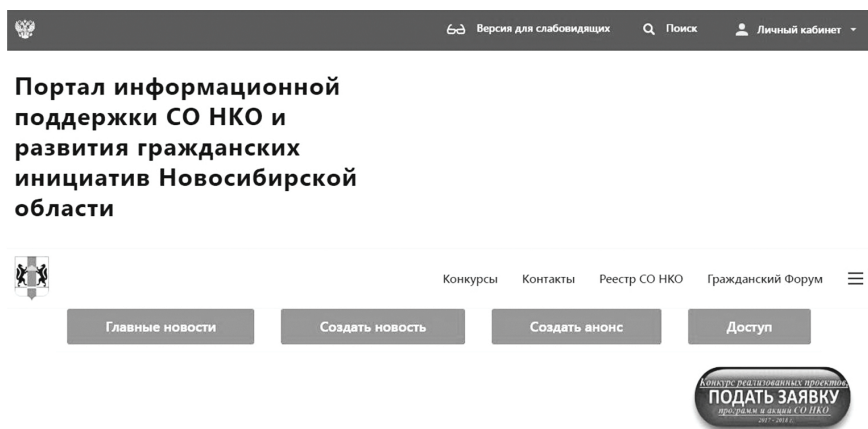 Версия для слабовидящих Поиск Личный кабинет
Портал информационной
поддержки СО НКО и
развития гражданских
инициатив Новосибирской
области
Конкурсы Контакты Реестр СО НКО Гражданский Форум
Главные новости Создать новость Создать анонс Доступ
Конкурс реализованных проектов,
ПОДАТЬ ЗАЯВКУ
программ и акций СО НКО
2017 - 2018 г.